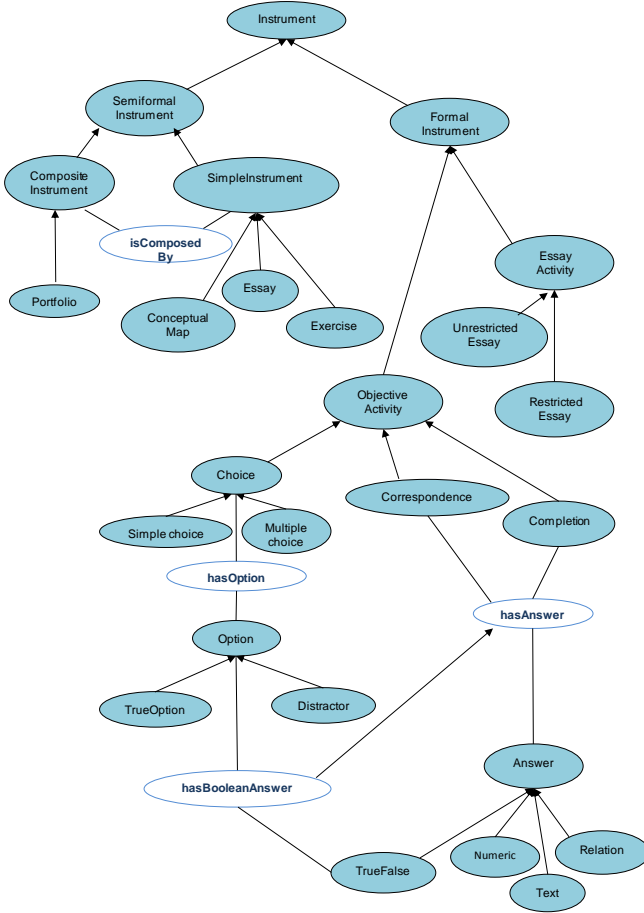 Instrument
Semiformal
Instrument
Formal
Instrument
Composite
Instrument
SimpleInstrument
isComposed
By
Essay
Activity
Portfolio
Essay
Conceptual
Map
Exercise
Unrestricted
Essay
Objective
Activity
Restricted
Essay
Choice
Correspondence
Simple choice
Multiple
choice
Completion
hasOption
hasAnswer
Option
TrueOption
Distractor
Answer
hasBooleanAnswer
TrueFalse
Numeric
Relation
Text